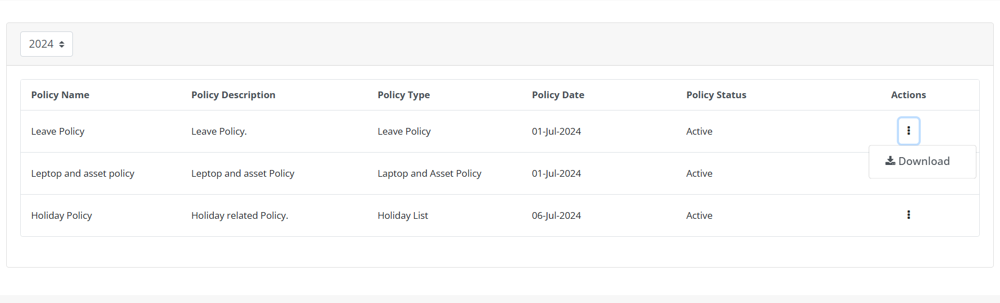 2024
Policy Name Policy Description Policy Type Policy Date Policy Status Actions
Leave Policy Leave Policy. Leave Policy 01-Jul-2024 Active
Download
Leptop and asset policy Leptop and asset Policy Laptop and Asset Policy 01-Jul-2024 Active
Holiday Policy Holiday related Policy. Holiday List 06-Jul-2024 Active